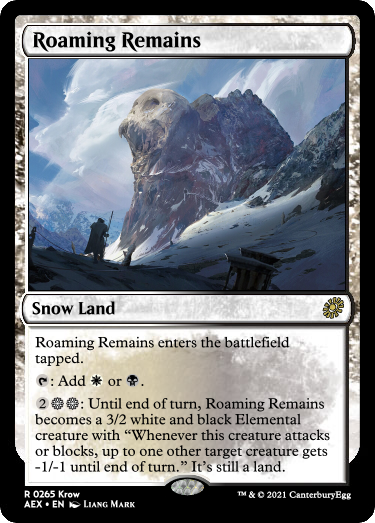 Roaming Remains
Snow Land
Roaming Remains enters the battlefield
tapped.
: Add or .
2 : Until end of turn, Roaming Remains
becomes a 3/2 white and black Elemental
creature with “Whenever this creature attacks
or blocks, up to one other target creature gets
-1/-1 until end of turn.” It's still a land.
R 0265 Krow
AEX • EN Liang Mark
™ & © 2021 CanterburyEgg